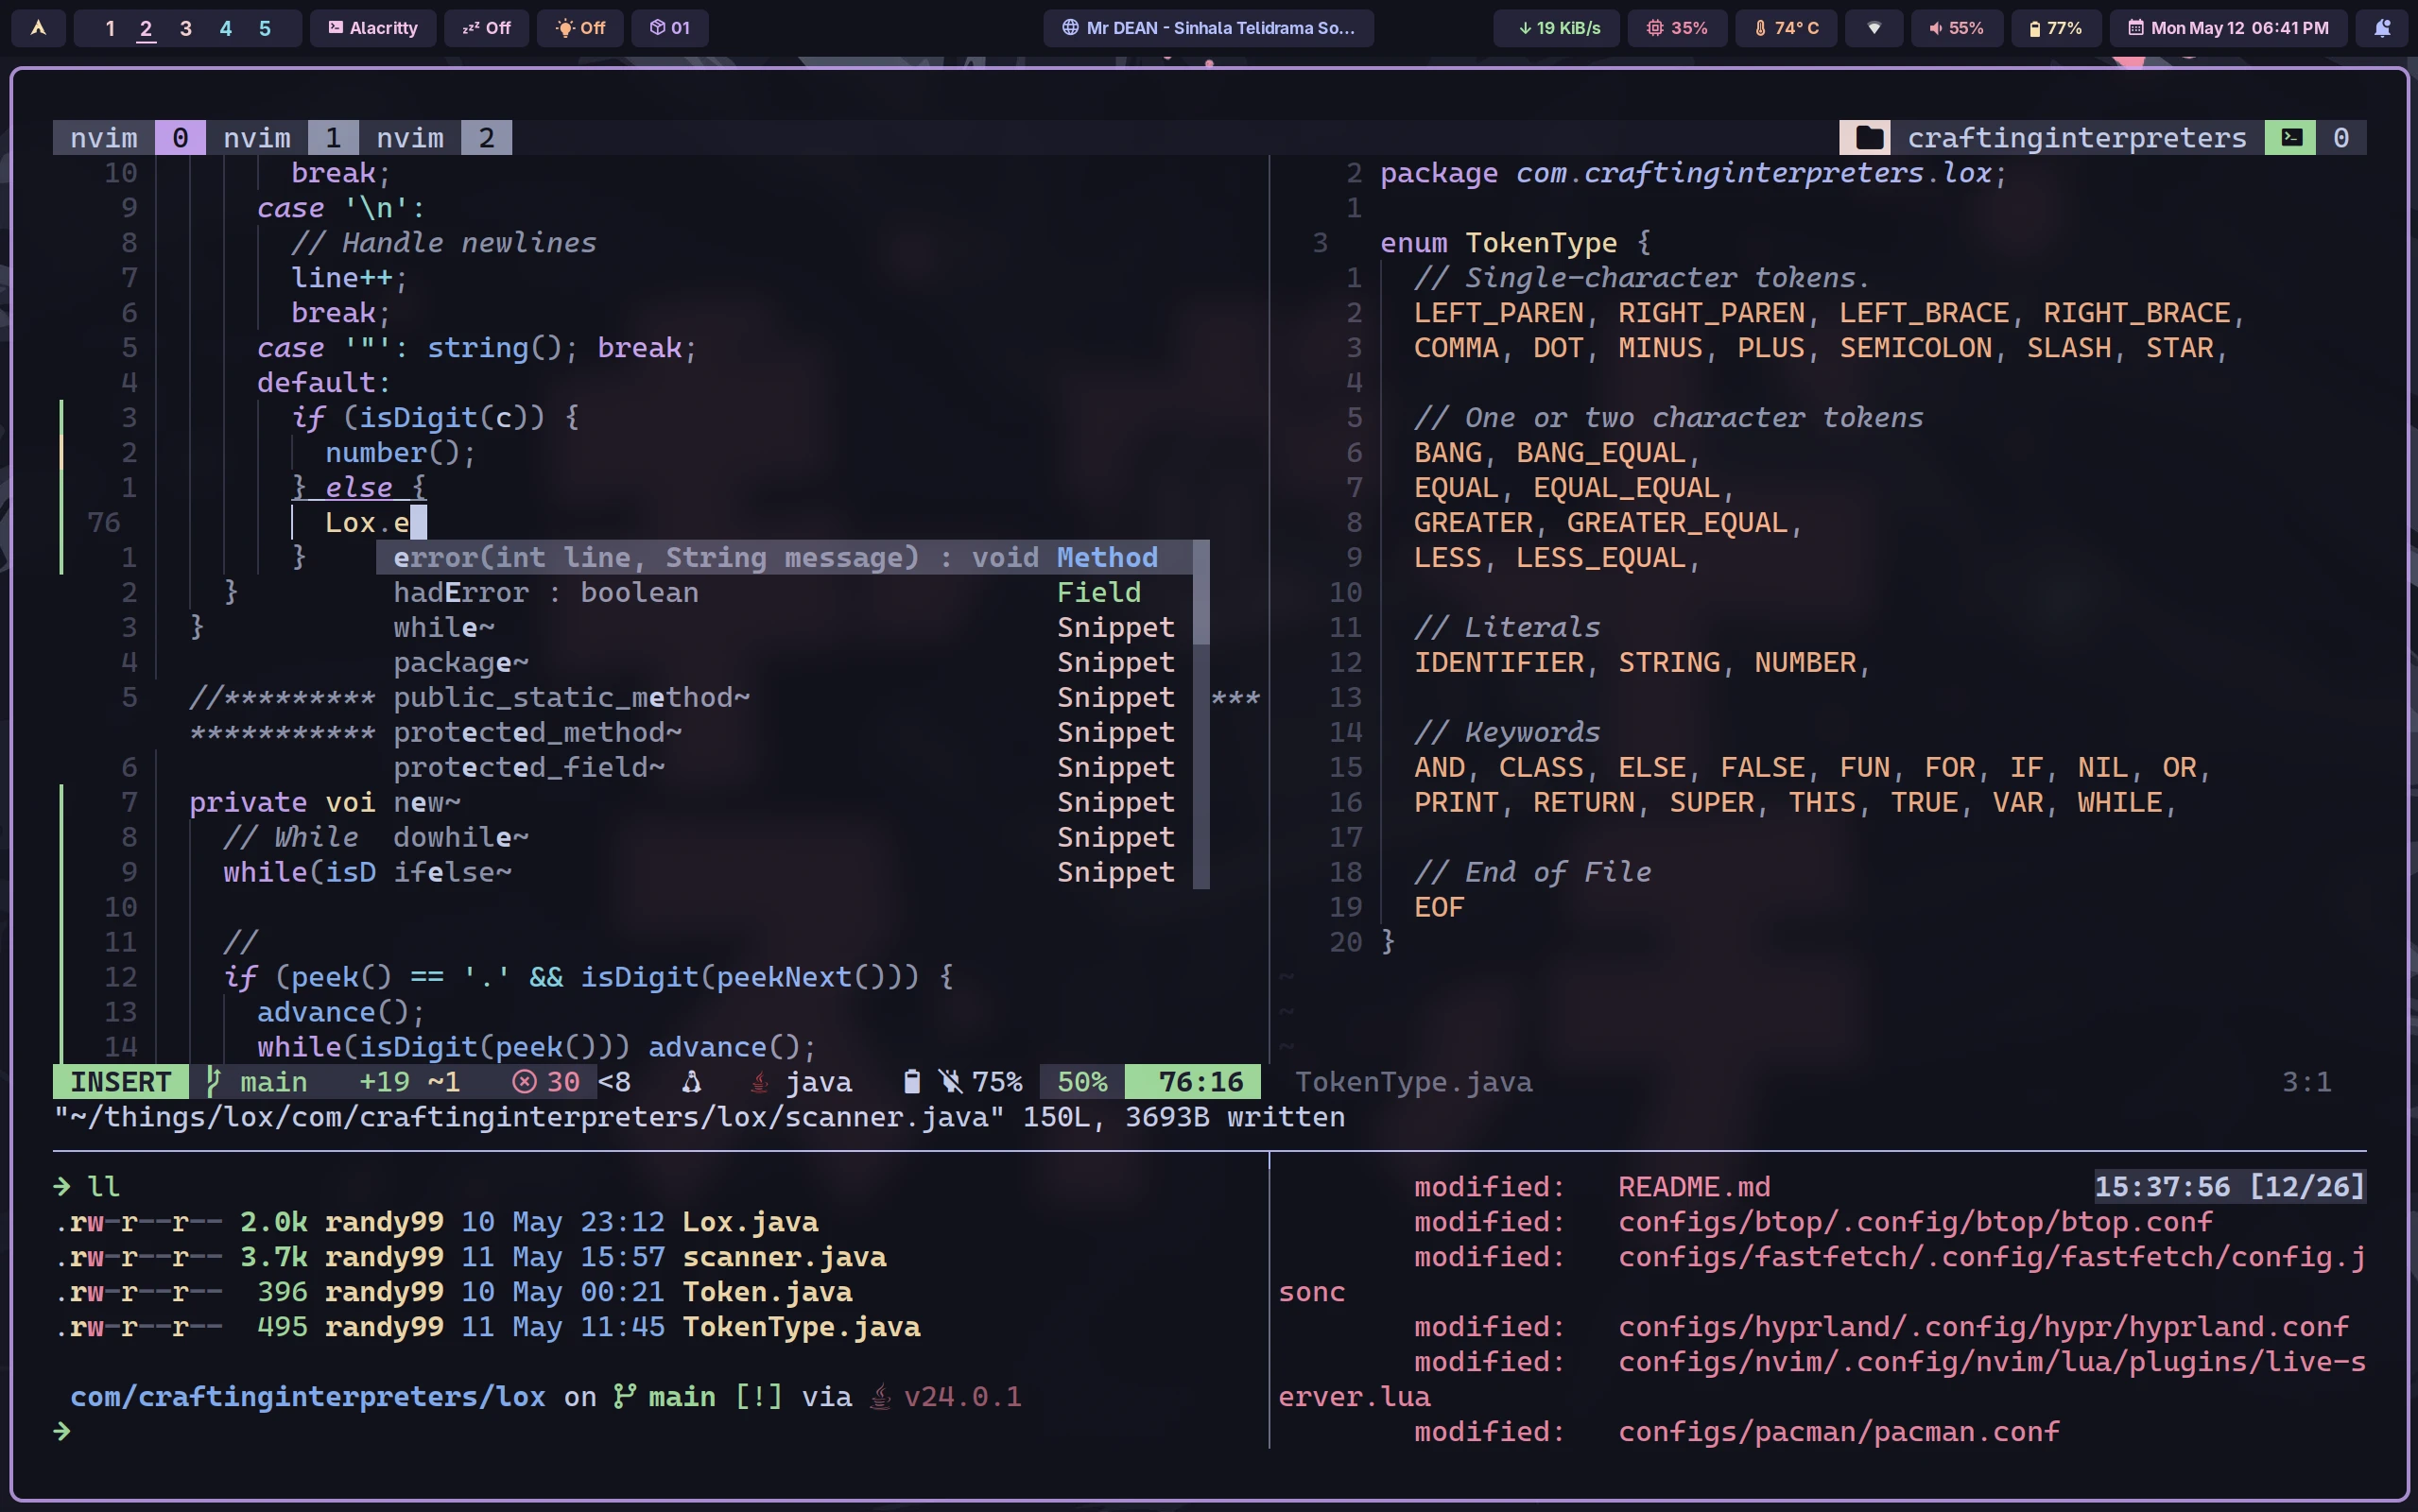 1 2 3 4 5 Alacritty zzz Off Off 01 Mr DEAN - Sinhala Telidrama So... 19 KiB/s 35% 74° C 55% 77% Mon May 12 06:41 PM
nvim 0 nvim 1 nvim 2 craftinginterpreters 0
10 break;
9 case '\n':
8 // Handle newlines
7 line++;
6 break;
5 case '"': string(); break;
4 default:
3 if (isDigit(c)) {
2 number();
1 } else {
76 Lox.e
1 }
2 }
3 }
4
5 //********* ***
***********
6
7 private voi
8 // While
9 while(isD
10
11 //
12 if (peek() == '.' && isDigit(peekNext())) {
13 advance();
14 while(isDigit(peek())) advance();
error(int line, String message) : void Method
hadError : boolean Field
while~ Snippet
package~ Snippet
public_static_method~ Snippet
protected_method~ Snippet
protected_field~ Snippet
new~ Snippet
dowhile~ Snippet
ifelse~ Snippet
2 package com.craftinginterpreters.lox;
1
3 enum TokenType {
1 // Single-character tokens.
2 LEFT_PAREN, RIGHT_PAREN, LEFT_BRACE, RIGHT_BRACE,
3 COMMA, DOT, MINUS, PLUS, SEMICOLON, SLASH, STAR,
4
5 // One or two character tokens
6 BANG, BANG_EQUAL,
7 EQUAL, EQUAL_EQUAL,
8 GREATER, GREATER_EQUAL,
9 LESS, LESS_EQUAL,
10
11 // Literals
12 IDENTIFIER, STRING, NUMBER,
13
14 // Keywords
15 AND, CLASS, ELSE, FALSE, FUN, FOR, IF, NIL, OR,
16 PRINT, RETURN, SUPER, THIS, TRUE, VAR, WHILE,
17
18 // End of File
19 EOF
20 }
~
~
~
INSERT main +19 ~1 30 <8 java 75% 50% 76:16 TokenType.java 3:1
"~/things/lox/com/craftinginterpreters/lox/scanner.java" 150L, 3693B written
→ ll
.rw-r--r-- 2.0k randy99 10 May 23:12 Lox.java
.rw-r--r-- 3.7k randy99 11 May 15:57 scanner.java
.rw-r--r-- 396 randy99 10 May 00:21 Token.java
.rw-r--r-- 495 randy99 11 May 11:45 TokenType.java
com/craftinginterpreters/lox on main [!] via v24.0.1
→
modified: README.md 15:37:56 [12/26]
modified: configs/btop/.config/btop/btop.conf
modified: configs/fastfetch/.config/fastfetch/config.j
sonc
modified: configs/hyprland/.config/hypr/hyprland.conf
modified: configs/nvim/.config/nvim/lua/plugins/live-s
erver.lua
modified: configs/pacman/pacman.conf